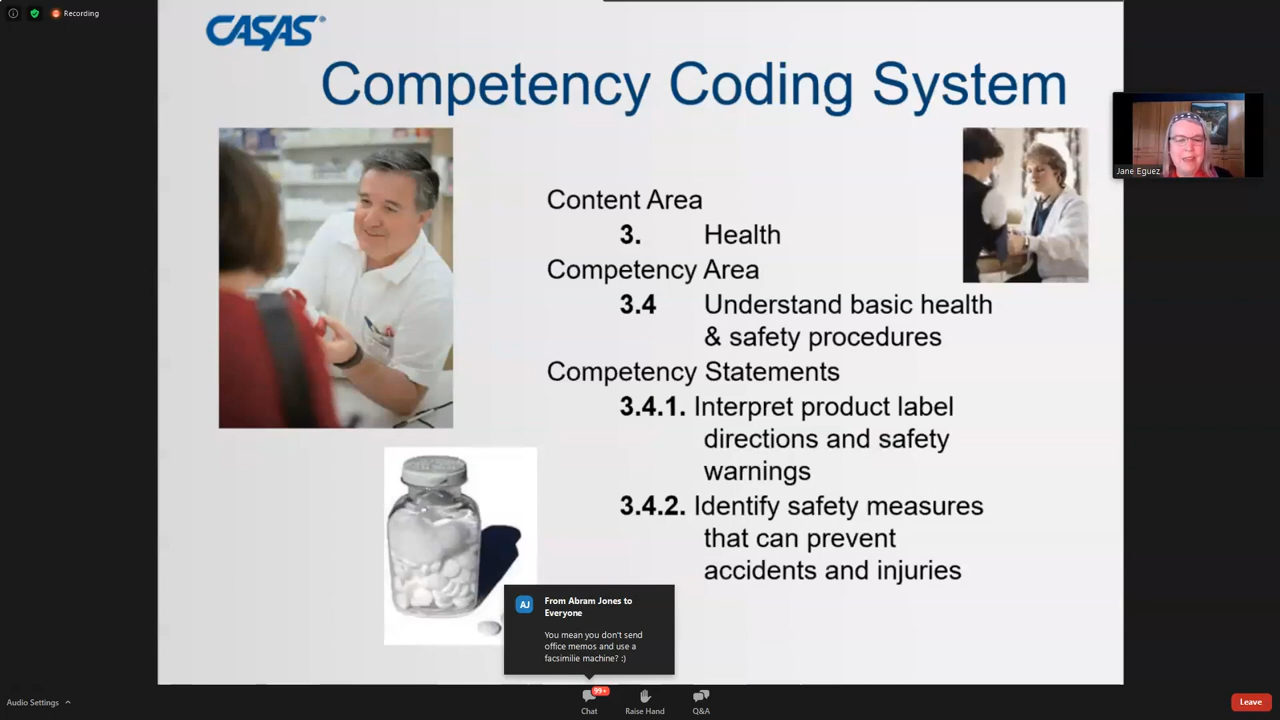 Recording
CASAS®
Competency Coding System
Jane Eguez
Content Area
3. Health
Competency Area
3.4 Understand basic health
& safety procedures
Competency Statements
3.4.1. Interpret product label
directions and safety
warnings
3.4.2. Identify safety measures
that can prevent
accidents and injuries
AJ
From Abram Jones to
Everyone
You mean you don't send
office memos and use a
facsimilie machine? :)
Audio Settings
99+
Chat
Raise Hand
Q&A
Leave